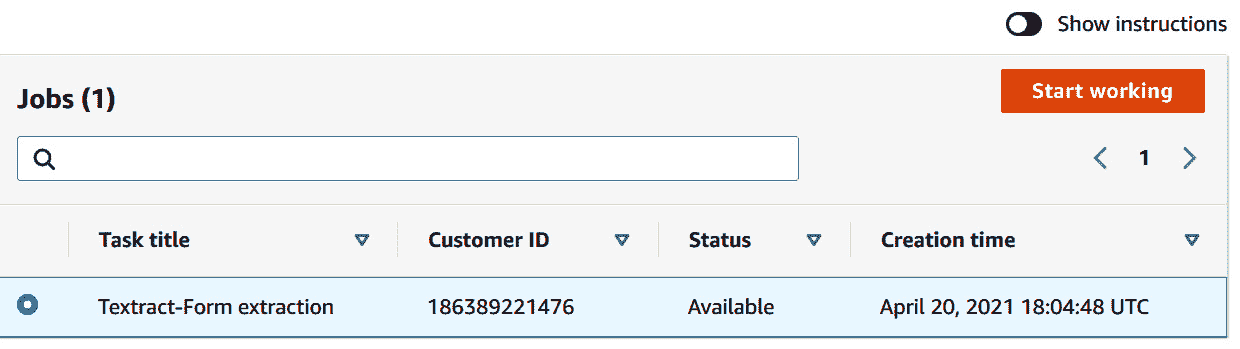 Show instructions
Jobs (1)
Start working
1
Task title Customer ID Status Creation time
Textract-Form extraction 186389221476 Available April 20, 2021 18:04:48 UTC